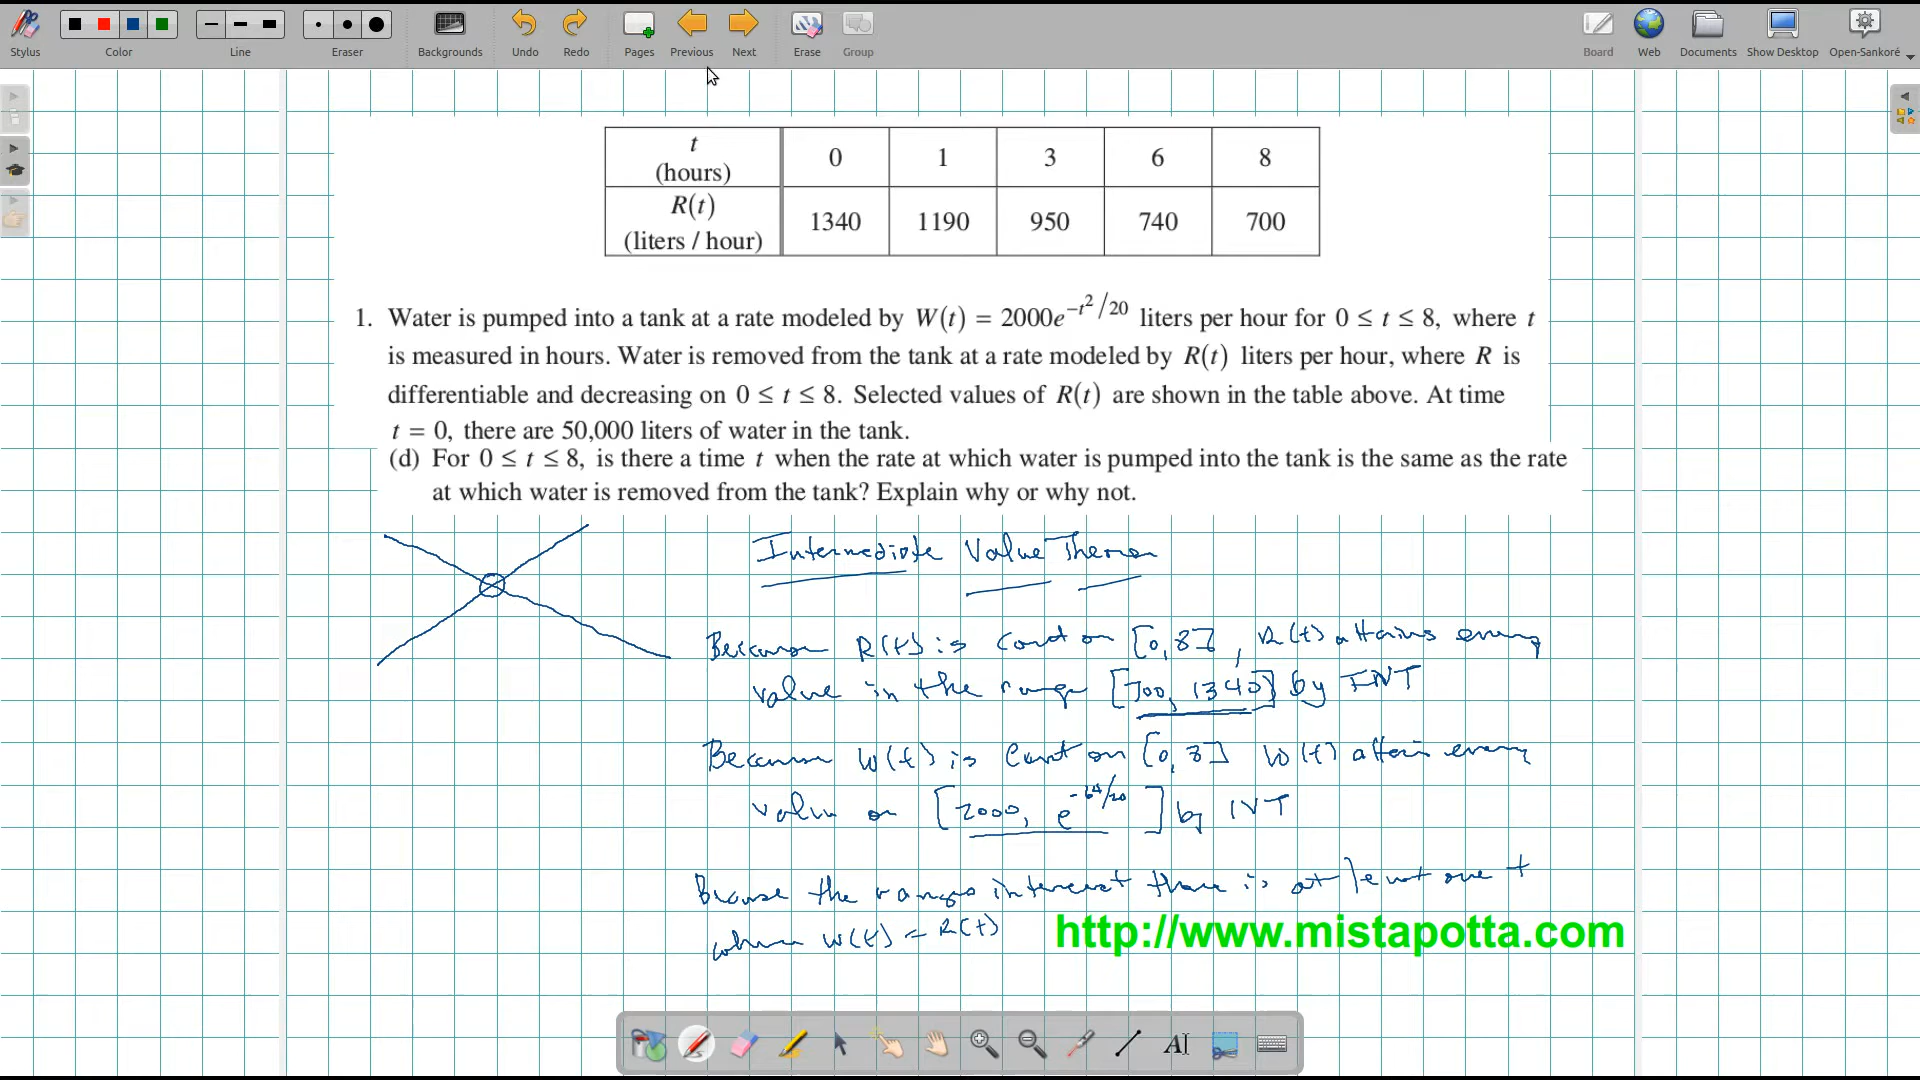 Stylus Color Line Eraser Backgrounds Undo Redo Pages Previous Next Erase Group Board Web Documents Show Desktop Open-Sankoré
t (hours) 0 1 3 6 8
R(t) (liters / hour) 1340 1190 950 740 700
1. Water is pumped into a tank at a rate modeled by W(t) = 2000e^{-t^2/20} liters per hour for 0 ≤ t ≤ 8, where t
is measured in hours. Water is removed from the tank at a rate modeled by R(t) liters per hour, where R is
differentiable and decreasing on 0 ≤ t ≤ 8. Selected values of R(t) are shown in the table above. At time
t = 0, there are 50,000 liters of water in the tank.
(d) For 0 ≤ t ≤ 8, is there a time t when the rate at which water is pumped into the tank is the same as the rate
at which water is removed from the tank? Explain why or why not.
Intermediate Value Theorem
Because R(t) is cont on [0,8], R(t) attains every
value in the range [700, 1340] by IVT
Because W(t) is cont on [0,8] W(t) attain every
value on [2000, e^{-64/20}] by IVT
Because the ranges intersect there is at least one t
where W(t) = R(t)
http://www.mistapotta.com
AI